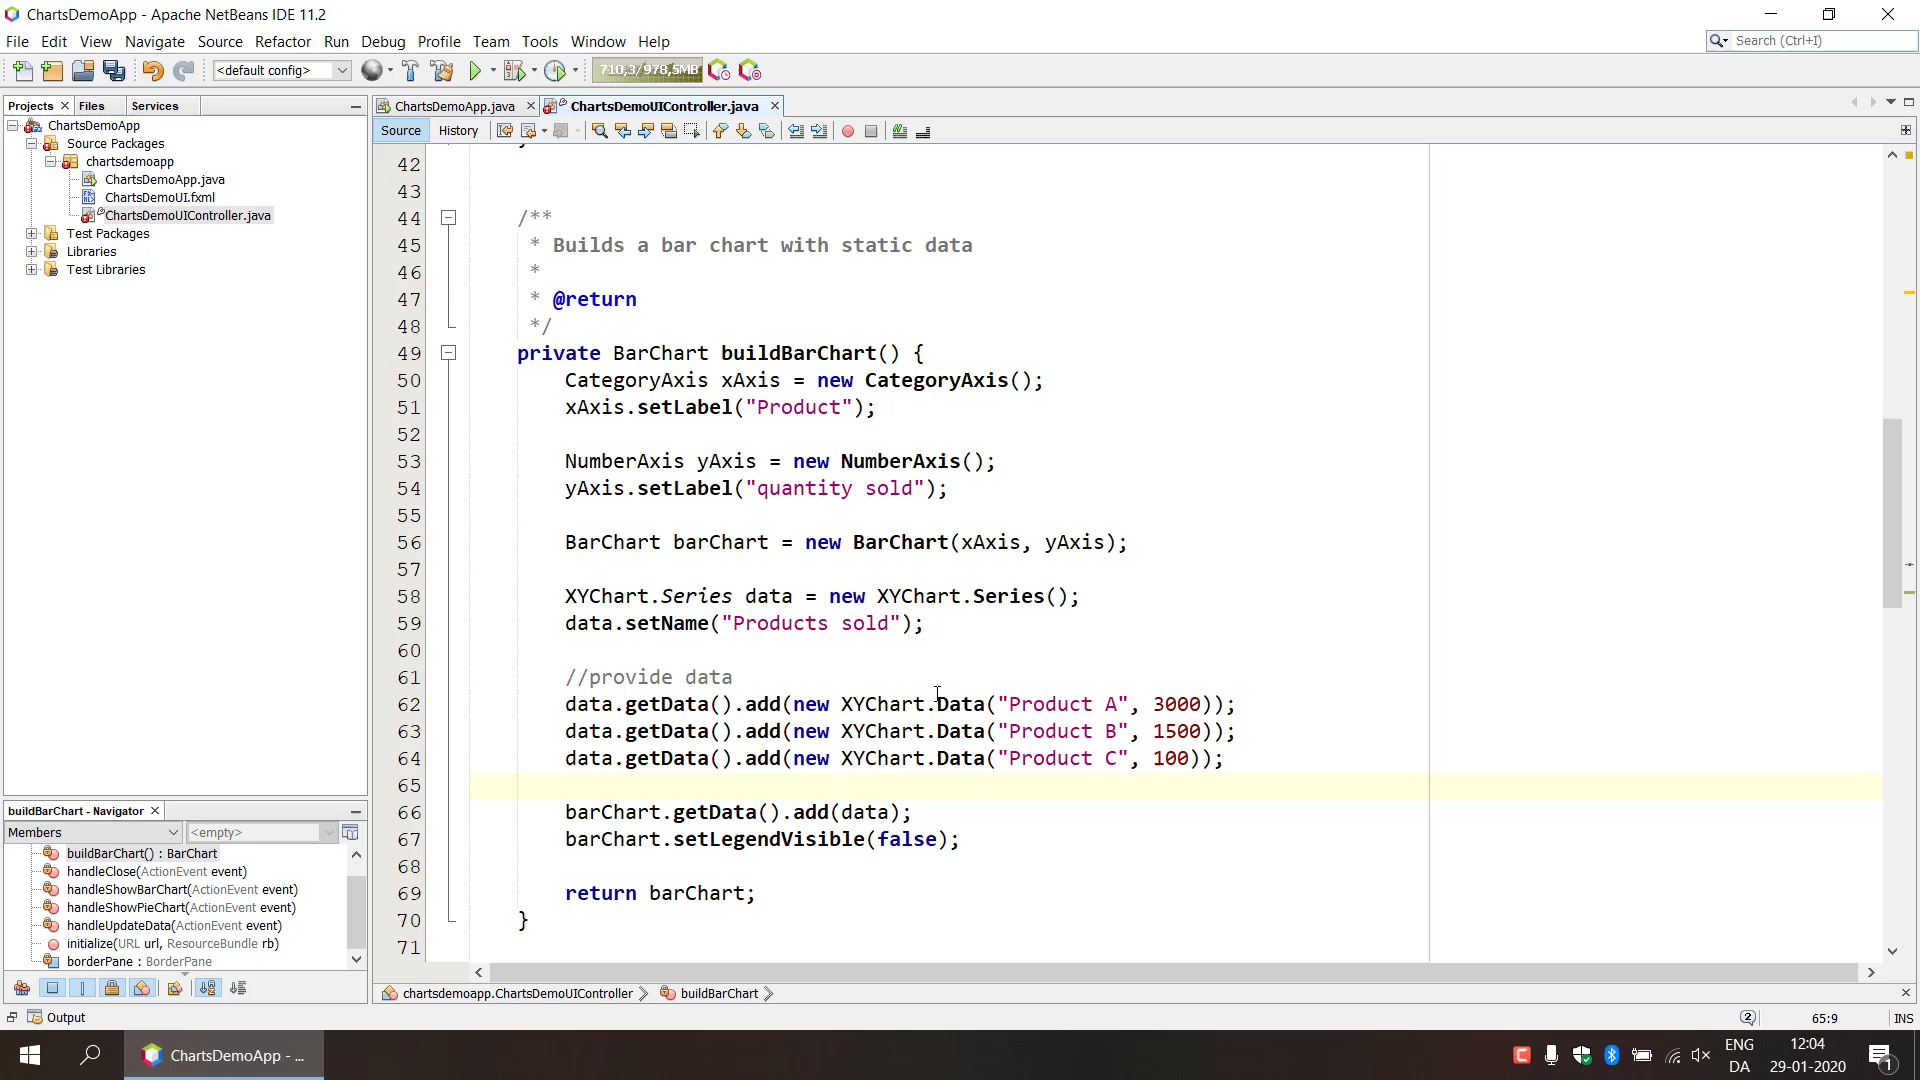 ChartsDemoApp - Apache NetBeans IDE 11.2
File Edit View Navigate Source Refactor Run Debug Profile Team Tools Window Help
Search (Ctrl+I)
<default config>
710,3/978,5MB
Projects Files Services
ChartsDemoApp
Source Packages
chartsdemoapp
ChartsDemoApp.java
ChartsDemoUI.fxml
ChartsDemoUIController.java
Test Packages
Libraries
Test Libraries
ChartsDemoApp.java ChartsDemoUIController.java
Source History
42
43
44 /**
45 * Builds a bar chart with static data
46 *
47 * @return
48 */
49 private BarChart buildBarChart() {
50 CategoryAxis xAxis = new CategoryAxis();
51 xAxis.setLabel("Product");
52
53 NumberAxis yAxis = new NumberAxis();
54 yAxis.setLabel("quantity sold");
55
56 BarChart barChart = new BarChart(xAxis, yAxis);
57
58 XYChart.Series data = new XYChart.Series();
59 data.setName("Products sold");
60
61 //provide data
62 data.getData().add(new XYChart.Data("Product A", 3000));
63 data.getData().add(new XYChart.Data("Product B", 1500));
64 data.getData().add(new XYChart.Data("Product C", 100));
65
66 barChart.getData().add(data);
67 barChart.setLegendVisible(false);
68
69 return barChart;
70 }
71
buildBarChart - Navigator
Members <empty>
buildBarChart() : BarChart
handleClose(ActionEvent event)
handleShowBarChart(ActionEvent event)
handleShowPieChart(ActionEvent event)
handleUpdateData(ActionEvent event)
initialize(URL url, ResourceBundle rb)
borderPane : BorderPane
chartsdemoapp.ChartsDemoUIController buildBarChart
Output
2 65:9 INS
ChartsDemoApp - ...
ENG
DA
12:04
29-01-2020
1